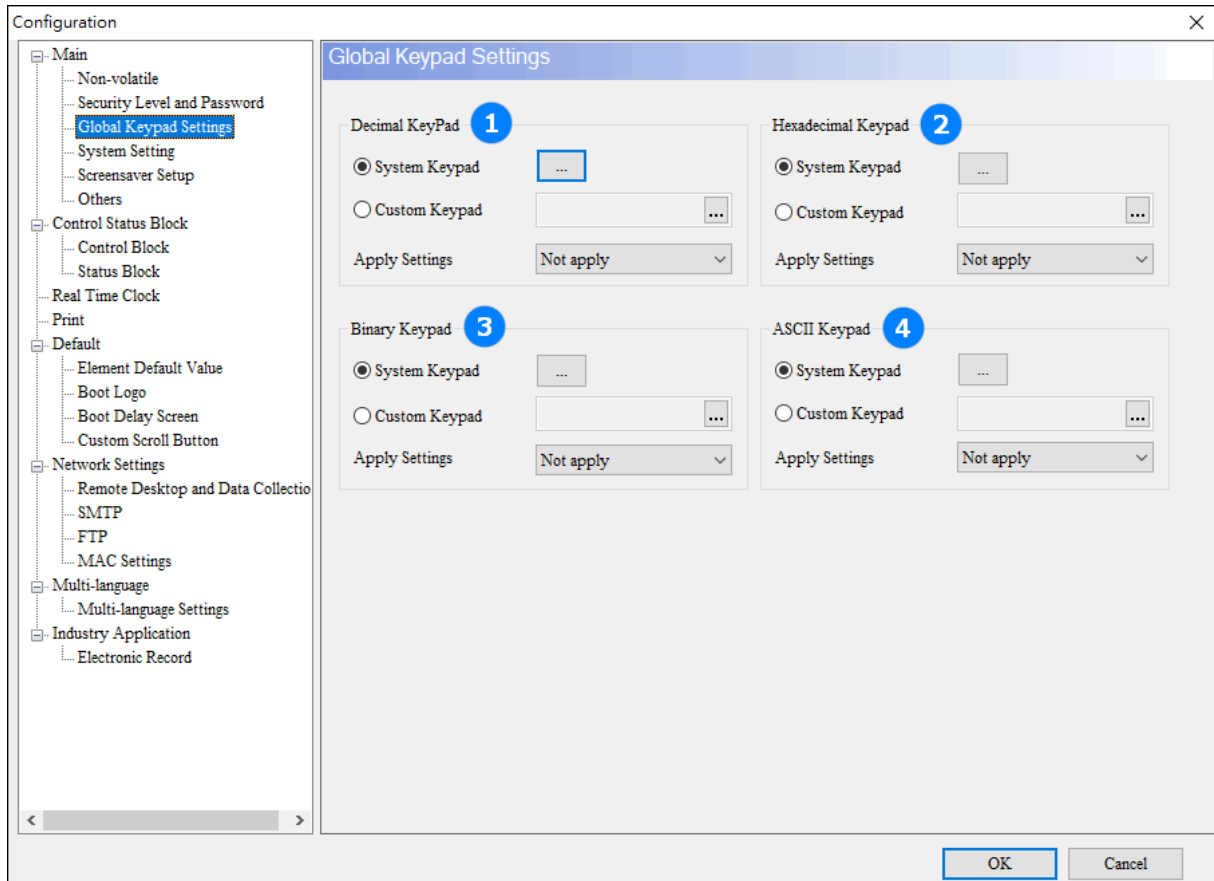 Configuration
Main
Non-volatile
Security Level and Password
Global Keypad Settings
System Setting
Screensaver Setup
Others
Control Status Block
Control Block
Status Block
Real Time Clock
Print
Default
Element Default Value
Boot Logo
Boot Delay Screen
Custom Scroll Button
Network Settings
Remote Desktop and Data Collectio
SMTP
FTP
MAC Settings
Multi-language
Multi-language Settings
Industry Application
Electronic Record
Global Keypad Settings
Decimal KeyPad 1
System Keypad ...
Custom Keypad ...
Apply Settings Not apply
Hexadecimal Keypad 2
System Keypad ...
Custom Keypad ...
Apply Settings Not apply
Binary Keypad 3
System Keypad ...
Custom Keypad ...
Apply Settings Not apply
ASCII Keypad 4
System Keypad ...
Custom Keypad ...
Apply Settings Not apply
OK Cancel